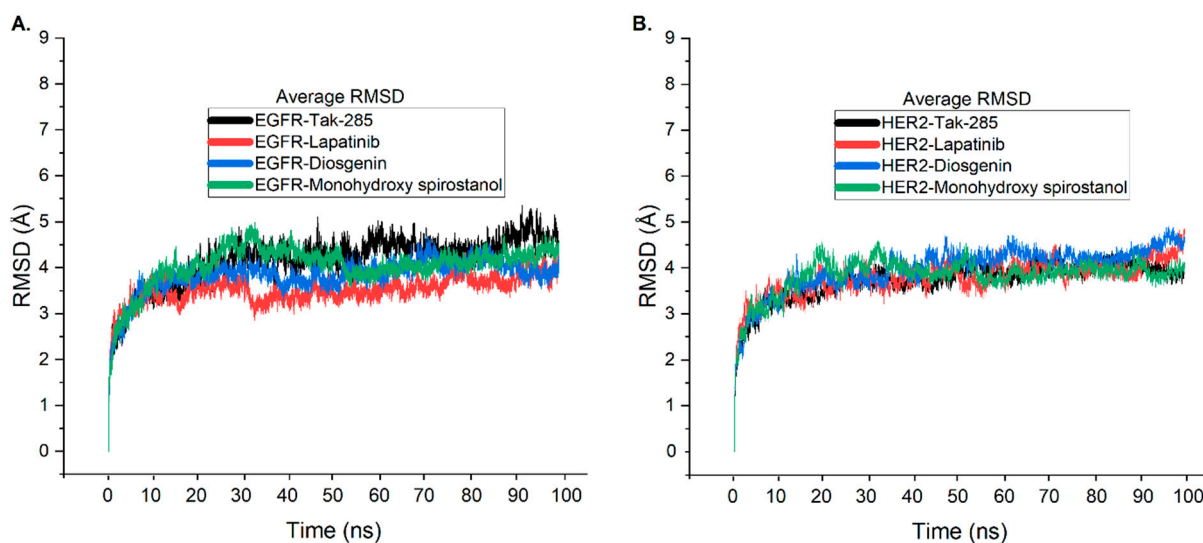 A.
9
8
7
6
5
4
3
2
1
0
RMSD (Å)
Average RMSD
EGFR-Tak-285
EGFR-Lapatinib
EGFR-Diosgenin
EGFR-Monohydroxy spirostanol
0 10 20 30 40 50 60 70 80 90 100
Time (ns)
B.
9
8
7
6
5
4
3
2
1
0
RMSD (Å)
Average RMSD
HER2-Tak-285
HER2-Lapatinib
HER2-Diosgenin
HER2-Monohydroxy spirostanol
0 10 20 30 40 50 60 70 80 90 100
Time (ns)